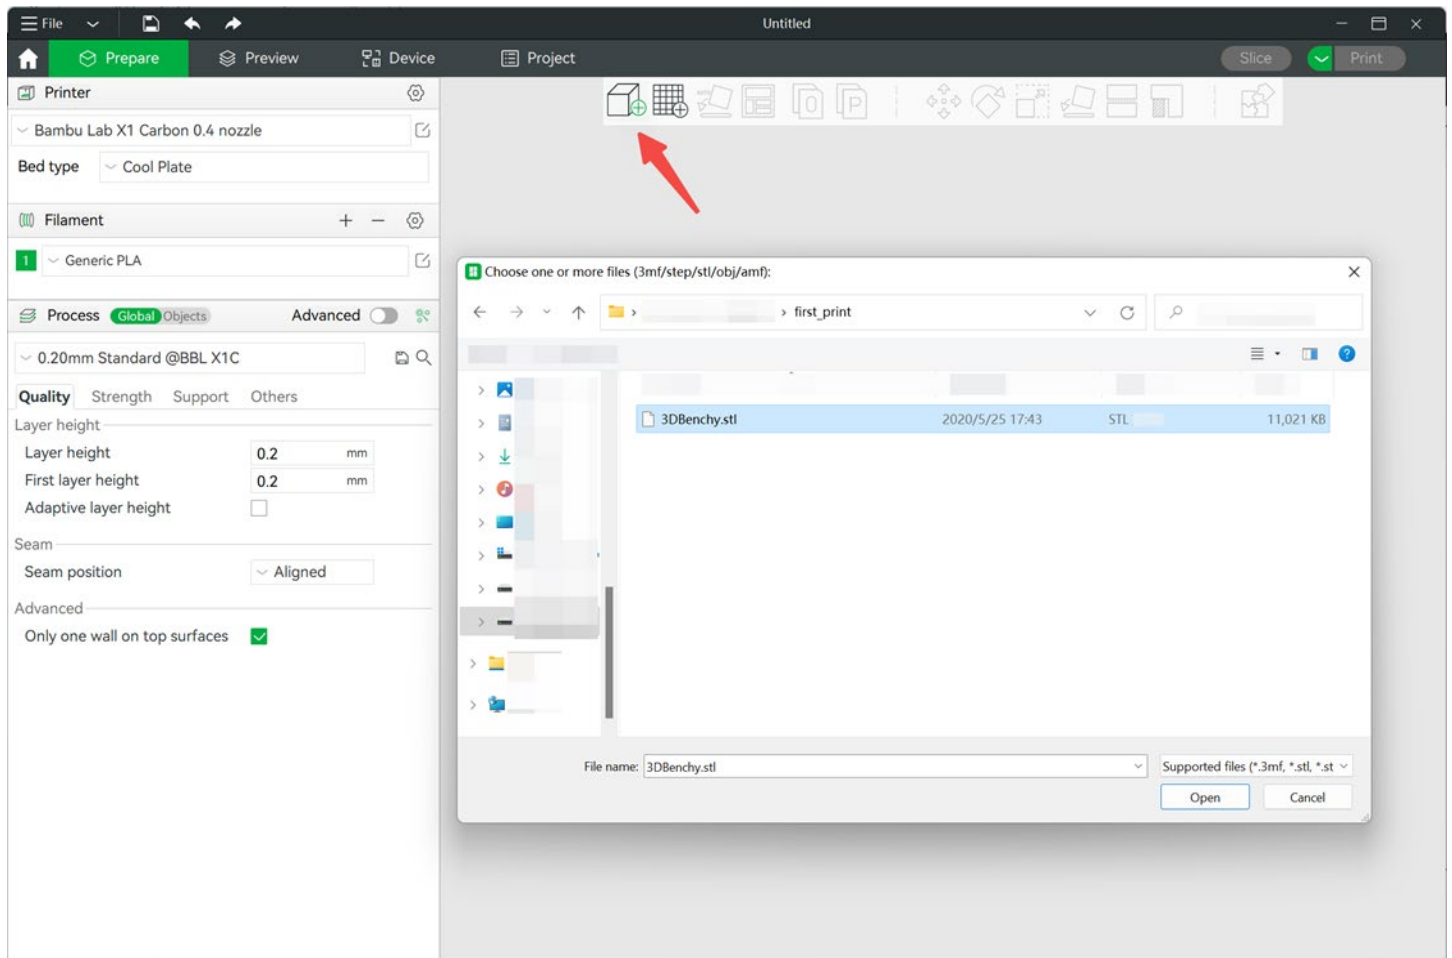 File
Untitled
Prepare
Preview
Device
Project
Slice
Print
Printer
Bambu Lab X1 Carbon 0.4 nozzle
Bed type
Cool Plate
Filament
1
Generic PLA
Process
Global
Objects
Advanced
0.20mm Standard @BBL X1C
Quality
Strength
Support
Others
Layer height
Layer height 0.2 mm
First layer height 0.2 mm
Adaptive layer height
Seam
Seam position Aligned
Advanced
Only one wall on top surfaces
Choose one or more files (3mf/step/stl/obj/amf):
first_print
3DBenchy.stl 2020/5/25 17:43 STL 11,021 KB
File name: 3DBenchy.stl
Supported files (*.3mf, *.stl, *.st
Open
Cancel